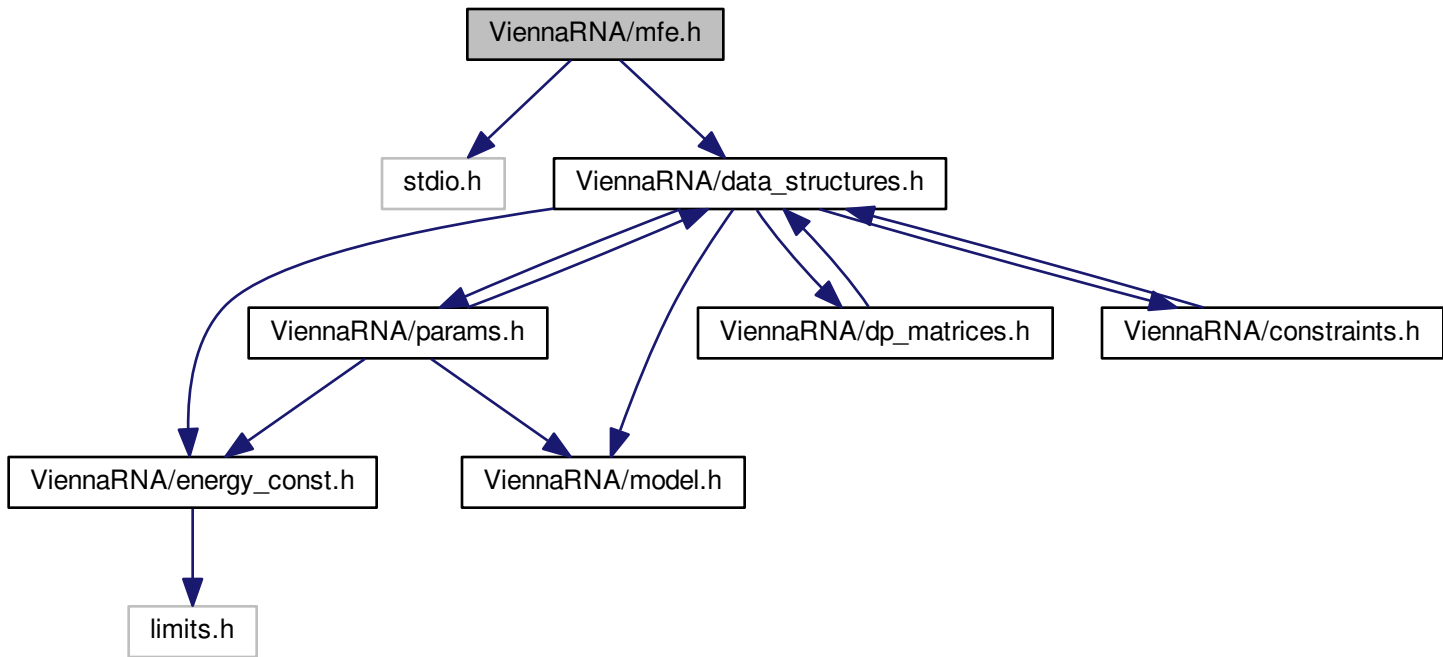 ViennaRNA/mfe.h
stdio.h
ViennaRNA/data_structures.h
ViennaRNA/params.h
ViennaRNA/dp_matrices.h
ViennaRNA/constraints.h
ViennaRNA/energy_const.h
ViennaRNA/model.h
limits.h